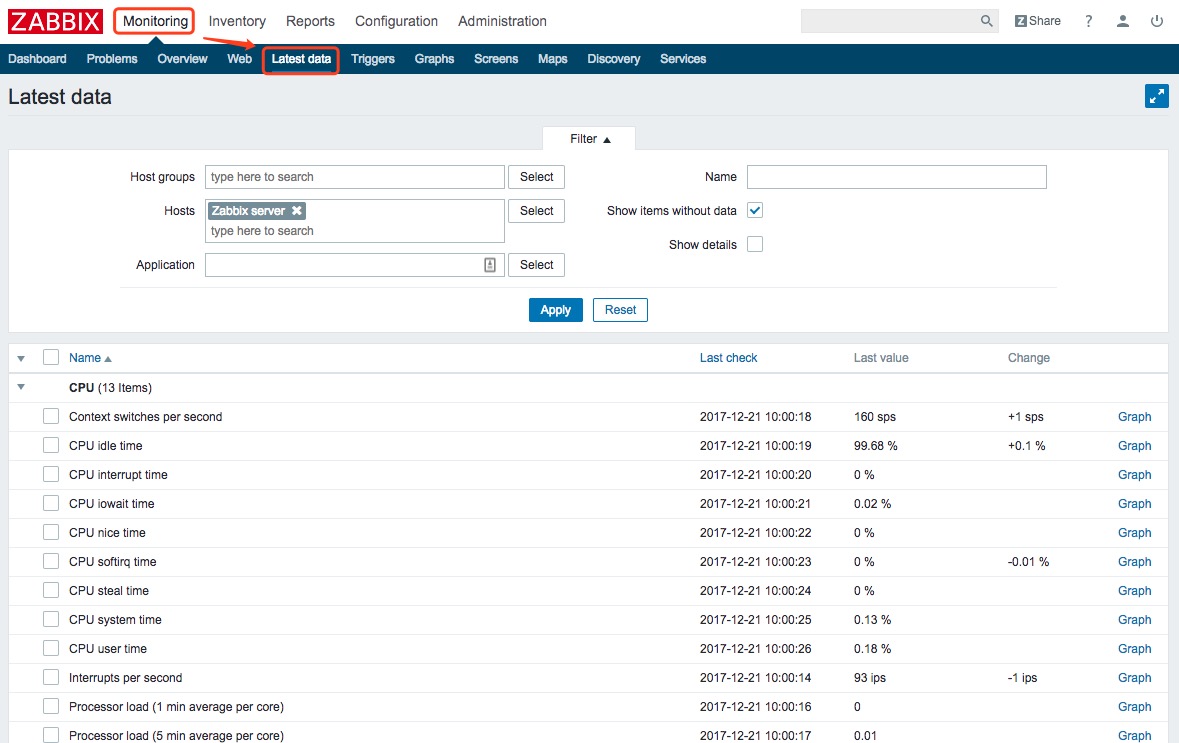 ZABBIX Monitoring Inventory Reports Configuration Administration Z Share ?
Dashboard Problems Overview Web Latest data Triggers Graphs Screens Maps Discovery Services
Latest data
Filter
Host groups type here to search Select Name
Hosts Zabbix server Select Show items without data
type here to search
Show details
Application Select
Apply Reset
Name Last check Last value Change
CPU (13 Items)
Context switches per second 2017-12-21 10:00:18 160 sps +1 sps Graph
CPU idle time 2017-12-21 10:00:19 99.68 % +0.1 % Graph
CPU interrupt time 2017-12-21 10:00:20 0 % Graph
CPU iowait time 2017-12-21 10:00:21 0.02 % Graph
CPU nice time 2017-12-21 10:00:22 0 % Graph
CPU softirq time 2017-12-21 10:00:23 0 % -0.01 % Graph
CPU steal time 2017-12-21 10:00:24 0 % Graph
CPU system time 2017-12-21 10:00:25 0.13 % Graph
CPU user time 2017-12-21 10:00:26 0.18 % Graph
Interrupts per second 2017-12-21 10:00:14 93 ips -1 ips Graph
Processor load (1 min average per core) 2017-12-21 10:00:16 0 Graph
Processor load (5 min average per core) 2017-12-21 10:00:17 0.01 Graph